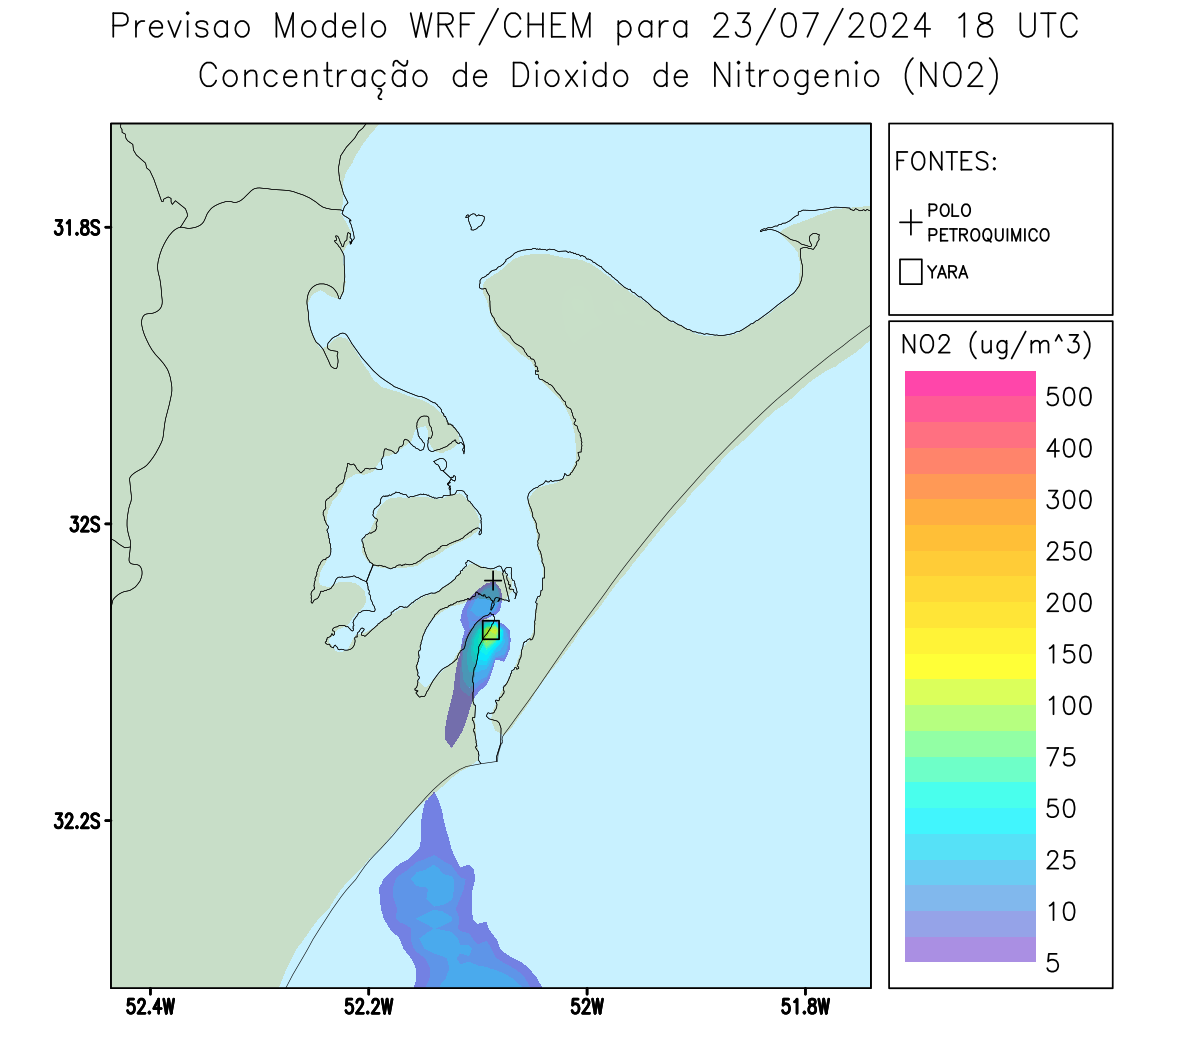 Previsao Modelo WRF/CHEM para 23/07/2024 18 UTC
Concentração de Dioxido de Nitrogenio (NO2)
FONTES:
POLO
PETROQUIMICO
YARA
NO2 (ug/m^3)
500
400
300
250
200
150
100
75
50
25
10
5
31.8S
32S
32.2S
52.4W
52.2W
52W
51.8W